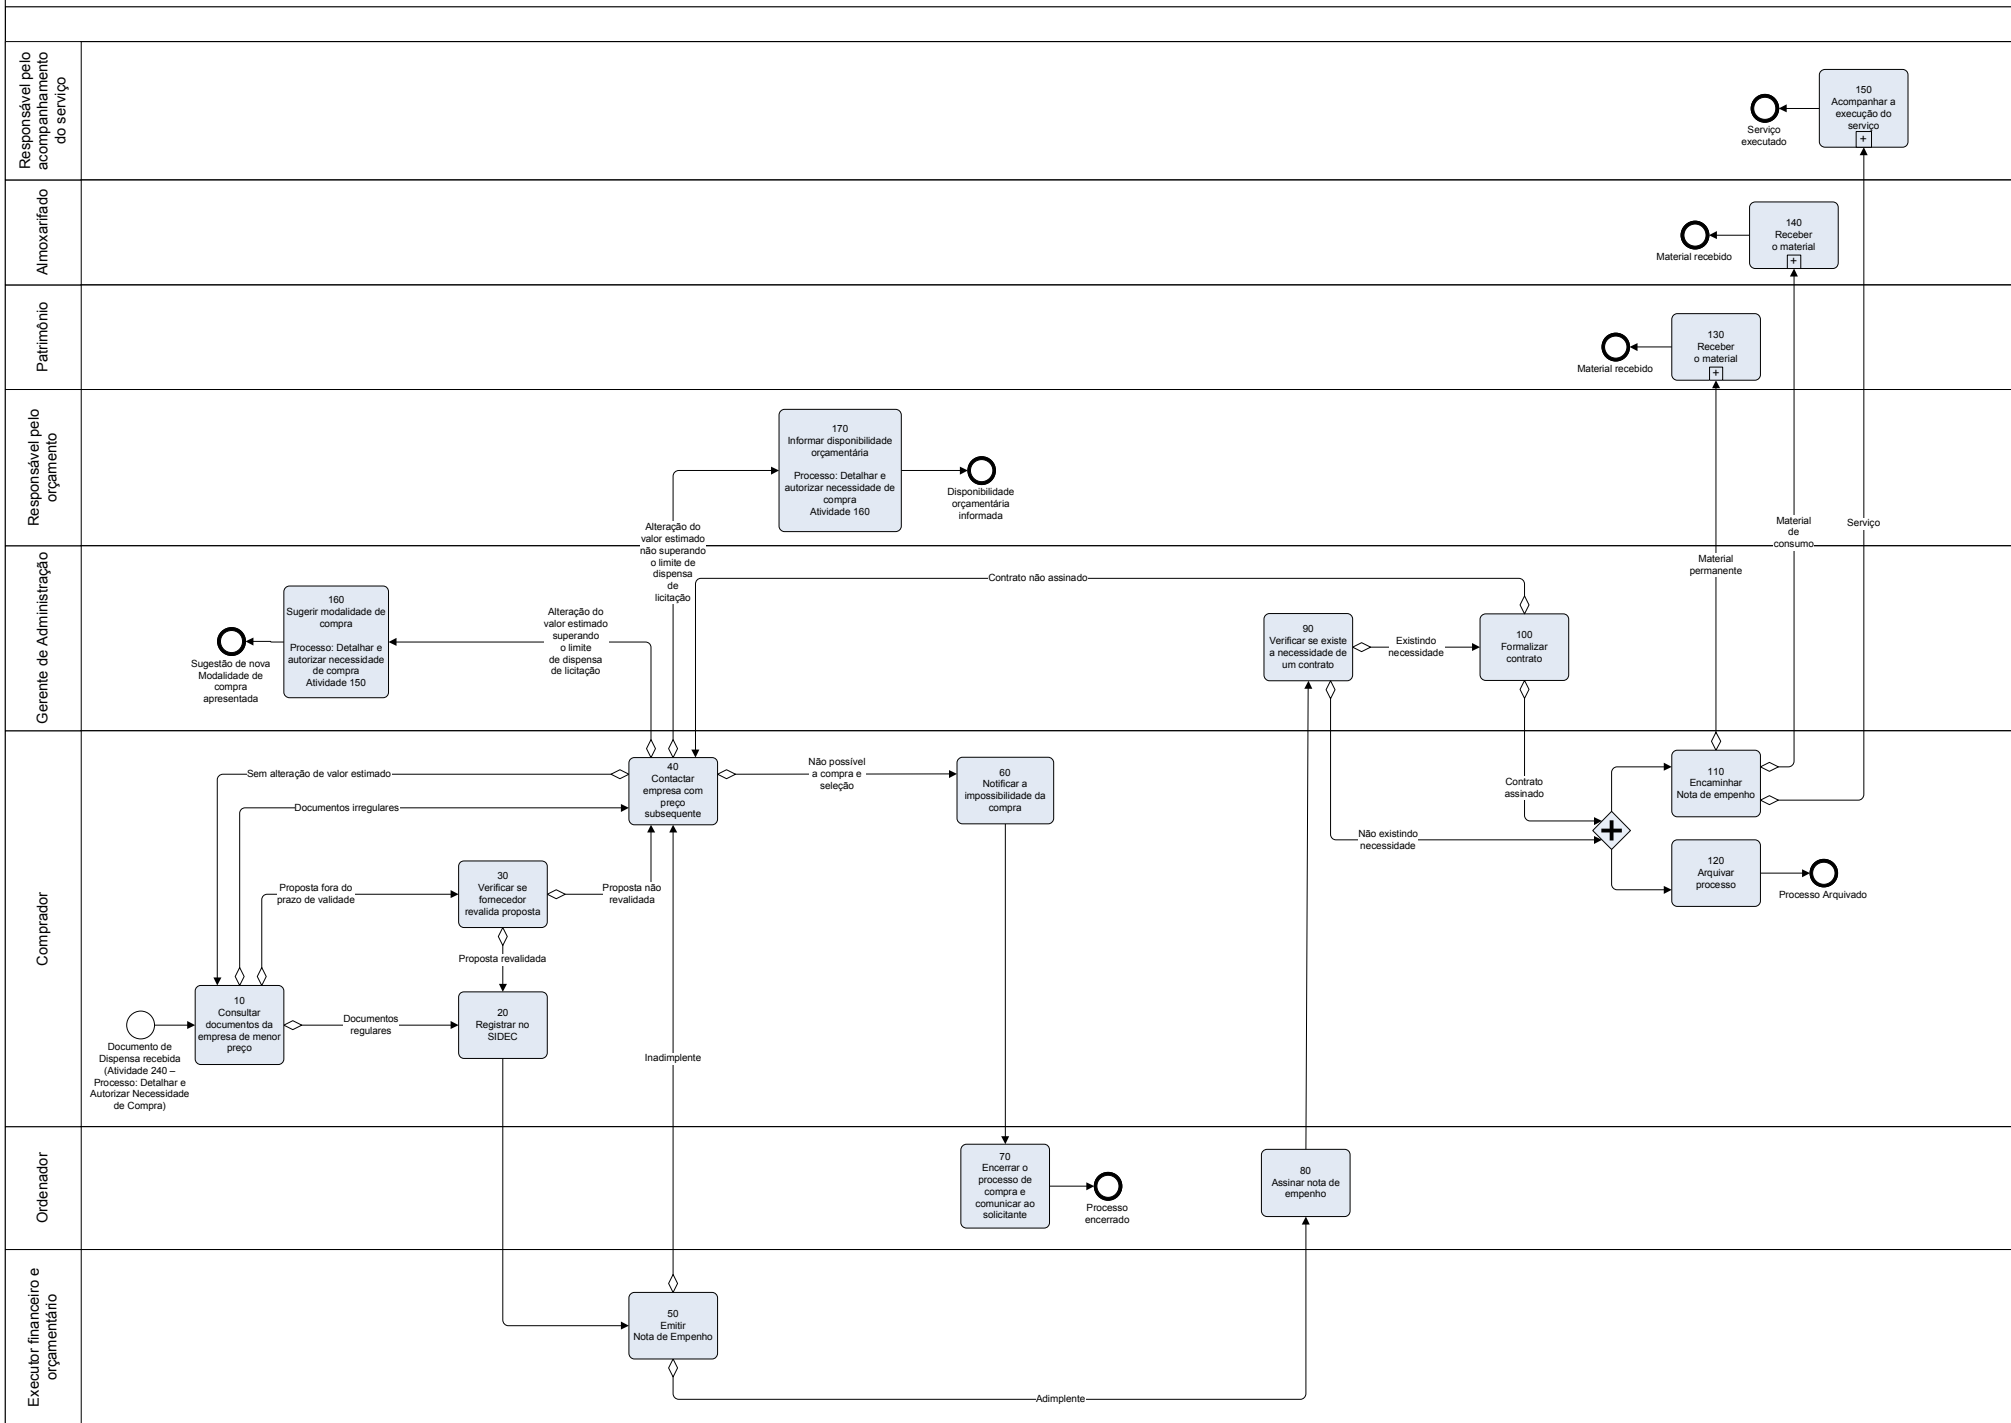 Responsável pelo
acompanhamento
do serviço
Serviço
executado
150
Acompanhar a
execução do
serviço
Almoxarifado
Material recebido
140
Receber
o material
Patrimônio
Material recebido
130
Receber
o material
Responsável pelo
orçamento
170
Informar disponibilidade
orçamentária
Processo: Detalhar e
autorizar necessidade de
compra
Atividade 160
Disponibilidade
orçamentária
informada
Alteração do
valor estimado
não superando
o limite de
dispensa
de
licitação
Material
de
consumo
Serviço
Material
permanente
Gerente de Administração
Sugestão de nova
Modalidade de
compra
apresentada
160
Sugerir modalidade de
compra
Processo: Detalhar e
autorizar necessidade
de compra
Atividade 150
Alteração do
valor estimado
superando
o limite
de dispensa
de licitação
Contrato não assinado
90
Verificar se existe
a necessidade de
um contrato
Existindo
necessidade
100
Formalizar
contrato
Comprador
Sem alteração de valor estimado
Documentos irregulares
40
Contactar
empresa com
preço
subsequente
Não possível
a compra e
seleção
60
Notificar a
impossibilidade da
compra
Contrato
assinado
Não existindo
necessidade
110
Encaminhar
Nota de empenho
120
Arquivar
processo
Processo Arquivado
Proposta fora do
prazo de validade
30
Verificar se
fornecedor
revalida proposta
Proposta não
revalidada
Proposta revalidada
Documento de
Dispensa recebida
(Atividade 240 –
Processo: Detalhar e
Autorizar Necessidade
de Compra)
10
Consultar
documentos da
empresa de menor
preço
Documentos
regulares
20
Registrar no
SIDEC
Inadimplente
Ordenador
70
Encerrar o
processo de
compra e
comunicar ao
solicitante
Processo
encerrado
80
Assinar nota de
empenho
Executor financeiro e
orçamentário
50
Emitir
Nota de Empenho
Adimplente